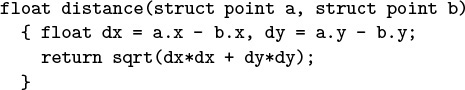 float distance(struct point a, struct point b)
  { float dx = a.x - b.x, dy = a.y - b.y;
    return sqrt(dx*dx + dy*dy);
  }